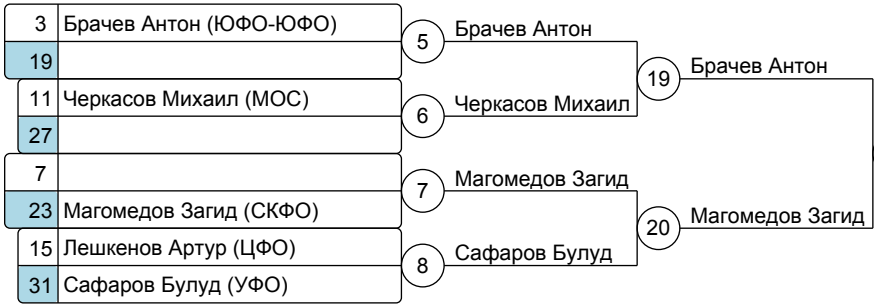 3 Брачев Антон (ЮФО-ЮФО)
19
5 Брачев Антон
11 Черкасов Михаил (МОС)
27
6 Черкасов Михаил
19 Брачев Антон
7
23 Магомедов Загид (СКФО)
7 Магомедов Загид
15 Лешкенов Артур (ЦФО)
31 Сафаров Булуд (УФО)
8 Сафаров Булуд
20 Магомедов Загид